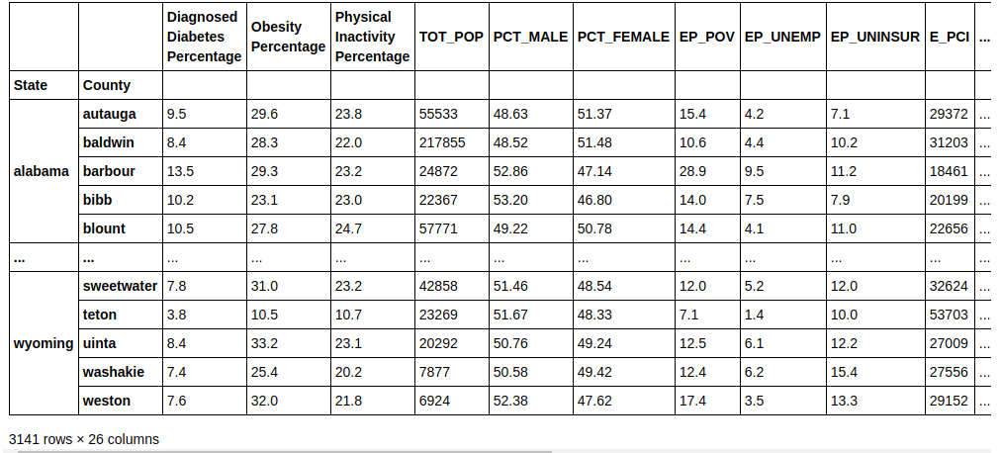 Diagnosed Diabetes Percentage Obesity Percentage Physical Inactivity Percentage TOT_POP PCT_MALE PCT_FEMALE EP_POV EP_UNEMP EP_UNINSUR E_PCI ...
State County
alabama autauga 9.5 29.6 23.8 55533 48.63 51.37 15.4 4.2 7.1 29372 ...
baldwin 8.4 28.3 22.0 217855 48.52 51.48 10.6 4.4 10.2 31203 ...
barbour 13.5 29.3 23.2 24872 52.86 47.14 28.9 9.5 11.2 18461 ...
bibb 10.2 23.1 23.0 22367 53.20 46.80 14.0 7.5 7.9 20199 ...
blount 10.5 27.8 24.7 57771 49.22 50.78 14.4 4.1 11.0 22656 ...
... ... ... ... ... ... ... ... ... ... ... ... ...
wyoming sweetwater 7.8 31.0 23.2 42858 51.46 48.54 12.0 5.2 12.0 32624 ...
teton 3.8 10.5 10.7 23269 51.67 48.33 7.1 1.4 10.0 53703 ...
uinta 8.4 33.2 23.1 20292 50.76 49.24 12.5 6.1 12.2 27009 ...
washakie 7.4 25.4 20.2 7877 50.58 49.42 12.4 6.2 15.4 27556 ...
weston 7.6 32.0 21.8 6924 52.38 47.62 17.4 3.5 13.3 29152 ...
3141 rows × 26 columns